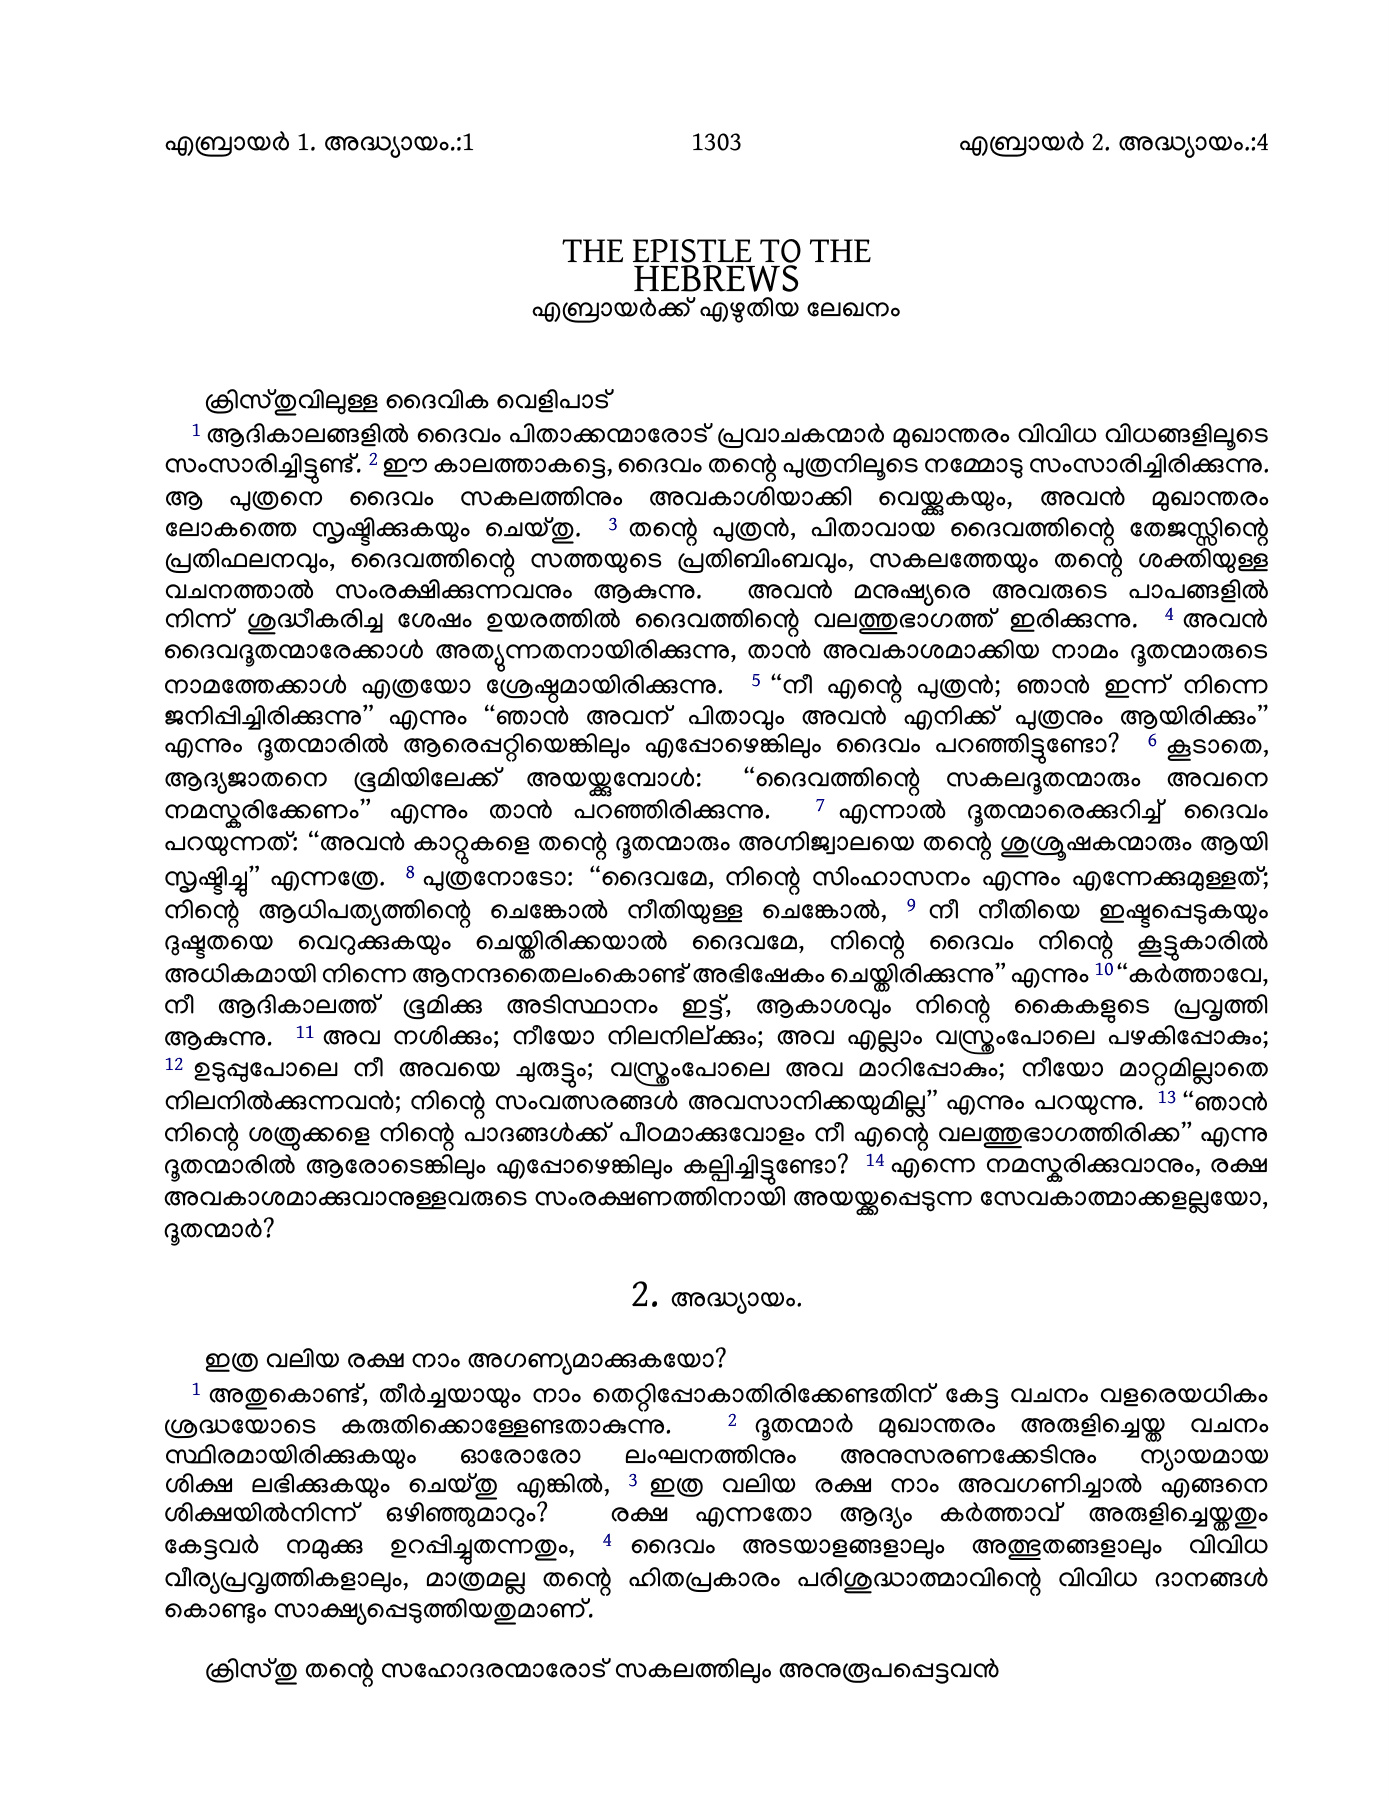 എബ്രായർ 1. അദ്ധ്യായം.:1 1303 എബ്രായർ 2. അദ്ധ്യായം.:4
THE EPISTLE TO THE
HEBREWS
എബ്രായർക്ക് എഴുതിയ ലേഖനം
ക്രിസ്തുവിലുള്ള ദൈവിക വെളിപാട്
1 ആദികാലങ്ങളിൽ ദൈവം പിതാക്കന്മാരോട് പ്രവാചകന്മാർ മുഖാന്തരം വിവിധ വിധങ്ങളിലൂടെ
സംസാരിച്ചിട്ടുണ്ട്. 2 ഈ കാലത്താകട്ടെ, ദൈവം തന്റെ പുത്രനിലൂടെ നമ്മോടു സംസാരിച്ചിരിക്കുന്നു.
ആ പുത്രനെ ദൈവം സകലത്തിനും അവകാശിയാക്കി വെയ്ക്കുകയും, അവൻ മുഖാന്തരം
ലോകത്തെ സൃഷ്ടിക്കുകയും ചെയ്തു. 3 തന്റെ പുത്രൻ, പിതാവായ ദൈവത്തിന്റെ തേജസ്സിന്റെ
പ്രതിഫലനവും, ദൈവത്തിന്റെ സത്തയുടെ പ്രതിബിംബവും, സകലത്തേയും തന്റെ ശക്തിയുള്ള
വചനത്താൽ സംരക്ഷിക്കുന്നവനും ആകുന്നു. അവൻ മനുഷ്യരെ അവരുടെ പാപങ്ങളിൽ
നിന്ന് ശുദ്ധീകരിച്ച ശേഷം ഉയരത്തിൽ ദൈവത്തിന്റെ വലത്തുഭാഗത്ത് ഇരിക്കുന്നു. 4 അവൻ
ദൈവദൂതന്മാരേക്കാൾ അത്യുന്നതനായിരിക്കുന്നു, താൻ അവകാശമാക്കിയ നാമം ദൂതന്മാരുടെ
നാമത്തേക്കാൾ എത്രയോ ശ്രേഷ്ഠമായിരിക്കുന്നു. 5 “നീ എന്റെ പുത്രൻ; ഞാൻ ഇന്ന് നിന്നെ
ജനിപ്പിച്ചിരിക്കുന്നു” എന്നും “ഞാൻ അവന് പിതാവും അവൻ എനിക്ക് പുത്രനും ആയിരിക്കും”
എന്നും ദൂതന്മാരിൽ ആരെപ്പറ്റിയെങ്കിലും എപ്പോഴെങ്കിലും ദൈവം പറഞ്ഞിട്ടുണ്ടോ? 6 കൂടാതെ,
ആദ്യജാതനെ ഭൂമിയിലേക്ക് അയയ്ക്കുമ്പോൾ: “ദൈവത്തിന്റെ സകലദൂതന്മാരും അവനെ
നമസ്കരിക്കേണം” എന്നും താൻ പറഞ്ഞിരിക്കുന്നു. 7 എന്നാൽ ദൂതന്മാരെക്കുറിച്ച് ദൈവം
പറയുന്നത്: “അവൻ കാറ്റുകളെ തന്റെ ദൂതന്മാരും അഗ്നിജ്വാലയെ തന്റെ ശുശ്രൂഷകന്മാരും ആയി
സൃഷ്ടിച്ചു” എന്നത്രേ. 8 പുത്രനോടോ: “ദൈവമേ, നിന്റെ സിംഹാസനം എന്നും എന്നേക്കുമുള്ളത്;
നിന്റെ ആധിപത്യത്തിന്റെ ചെങ്കോൽ നീതിയുള്ള ചെങ്കോൽ, 9 നീ നീതിയെ ഇഷ്ടപ്പെടുകയും
ദുഷ്ടതയെ വെറുക്കുകയും ചെയ്തിരിക്കയാൽ ദൈവമേ, നിന്റെ ദൈവം നിന്റെ കൂട്ടുകാരിൽ
അധികമായി നിന്നെ ആനന്ദതൈലംകൊണ്ട് അഭിഷേകം ചെയ്തിരിക്കുന്നു” എന്നും 10 “കർത്താവേ,
നീ ആദികാലത്ത് ഭൂമിക്കു അടിസ്ഥാനം ഇട്ട്, ആകാശവും നിന്റെ കൈകളുടെ പ്രവൃത്തി
ആകുന്നു. 11 അവ നശിക്കും; നീയോ നിലനില്ക്കും; അവ എല്ലാം വസ്ത്രംപോലെ പഴകിപ്പോകും;
12 ഉടുപ്പുപോലെ നീ അവയെ ചുരുട്ടും; വസ്ത്രംപോലെ അവ മാറിപ്പോകും; നീയോ മാറ്റമില്ലാതെ
നിലനിൽക്കുന്നവൻ; നിന്റെ സംവത്സരങ്ങൾ അവസാനിക്കയുമില്ല” എന്നും പറയുന്നു. 13 “ഞാൻ
നിന്റെ ശത്രുക്കളെ നിന്റെ പാദങ്ങൾക്ക് പീഠമാക്കുവോളം നീ എന്റെ വലത്തുഭാഗത്തിരിക്ക” എന്നു
ദൂതന്മാരിൽ ആരോടെങ്കിലും എപ്പോഴെങ്കിലും കല്പിച്ചിട്ടുണ്ടോ? 14 എന്നെ നമസ്കരിക്കുവാനും, രക്ഷ
അവകാശമാക്കുവാനുള്ളവരുടെ സംരക്ഷണത്തിനായി അയയ്ക്കപ്പെടുന്ന സേവകാത്മാക്കളല്ലയോ,
ദൂതന്മാർ?
2. അദ്ധ്യായം.
ഇത്ര വലിയ രക്ഷ നാം അഗണ്യമാക്കുകയോ?
1 അതുകൊണ്ട്, തീർച്ചയായും നാം തെറ്റിപ്പോകാതിരിക്കേണ്ടതിന് കേട്ട വചനം വളരെയധികം
ശ്രദ്ധയോടെ കരുതിക്കൊള്ളേണ്ടതാകുന്നു. 2 ദൂതന്മാർ മുഖാന്തരം അരുളിച്ചെയ്ത വചനം
സ്ഥിരമായിരിക്കുകയും ഓരോരോ ലംഘനത്തിനും അനുസരണക്കേടിനും ന്യായമായ
ശിക്ഷ ലഭിക്കുകയും ചെയ്തു എങ്കിൽ, 3 ഇത്ര വലിയ രക്ഷ നാം അവഗണിച്ചാൽ എങ്ങനെ
ശിക്ഷയിൽനിന്ന് ഒഴിഞ്ഞുമാറും? രക്ഷ എന്നതോ ആദ്യം കർത്താവ് അരുളിച്ചെയ്തതും
കേട്ടവർ നമുക്കു ഉറപ്പിച്ചുതന്നതും, 4 ദൈവം അടയാളങ്ങളാലും അത്ഭുതങ്ങളാലും വിവിധ
വീര്യപ്രവൃത്തികളാലും, മാത്രമല്ല തന്റെ ഹിതപ്രകാരം പരിശുദ്ധാത്മാവിന്റെ വിവിധ ദാനങ്ങൾ
കൊണ്ടും സാക്ഷ്യപ്പെടുത്തിയതുമാണ്.
ക്രിസ്തു തന്റെ സഹോദരന്മാരോട് സകലത്തിലും അനുരൂപപ്പെട്ടവൻ